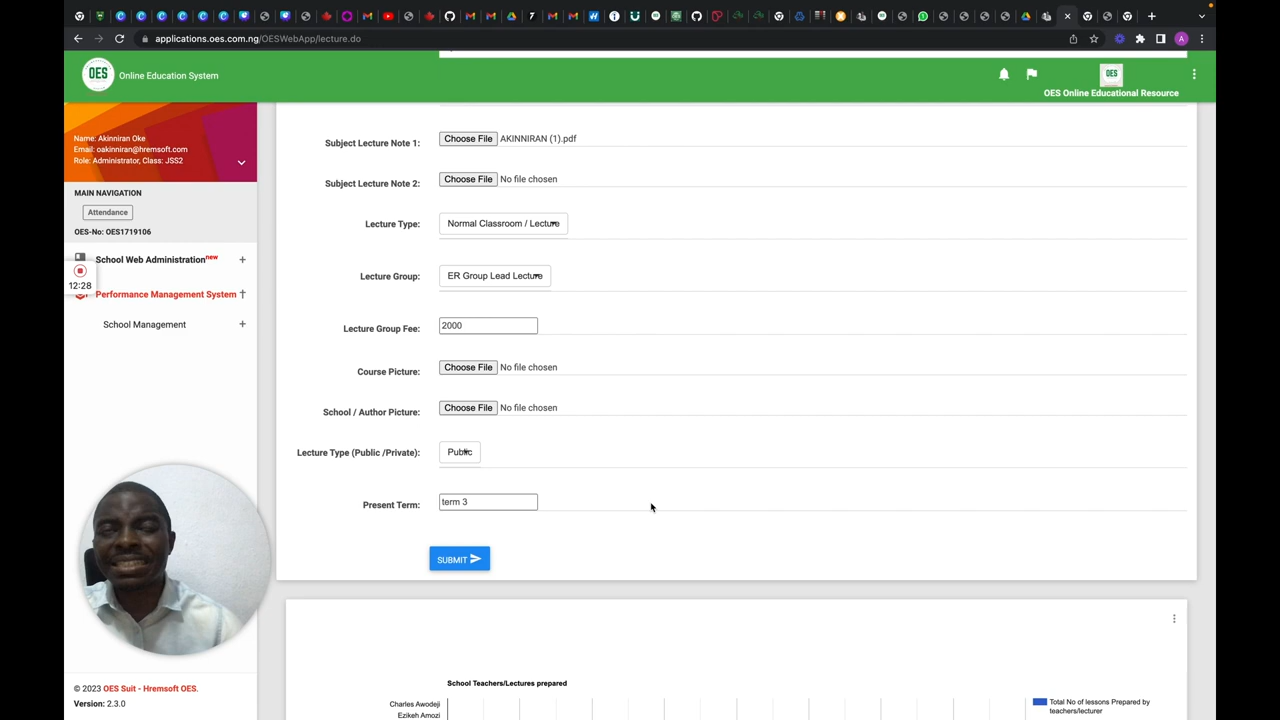 applications.oes.com.ng/OESWebApp/lecture.do
A
OES Online Education System
OES
OES Online Educational Resource
Name: Akinniran Oke
Email: oakinniran@hremsoft.com
Role: Administrator, Class: JSS2
MAIN NAVIGATION
Attendance
OES-No: OES1719106
School Web Administration new +
12:28
Performance Management System
School Management +
Subject Lecture Note 1: Choose File AKINNIRAN (1).pdf
Subject Lecture Note 2: Choose File No file chosen
Lecture Type: Normal Classroom / Lecture
Lecture Group: ER Group Lead Lecture
Lecture Group Fee: 2000
Course Picture: Choose File No file chosen
School / Author Picture: Choose File No file chosen
Lecture Type (Public /Private): Public
Present Term: term 3
SUBMIT
School Teachers/Lectures prepared
Charles Awodeji
Ezikeh Amozi
Total No of lessons Prepared by
teachers/lecturer
© 2023 OES Suit - Hremsoft OES.
Version: 2.3.0